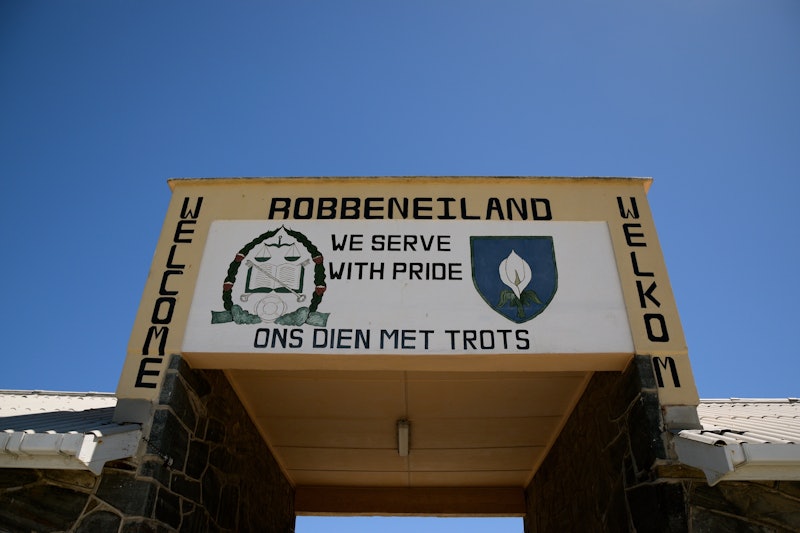 ROBBENEILAND
WELCOME
WE SERVE
WITH PRIDE
ONS DIEN MET TROTS
WELKOM